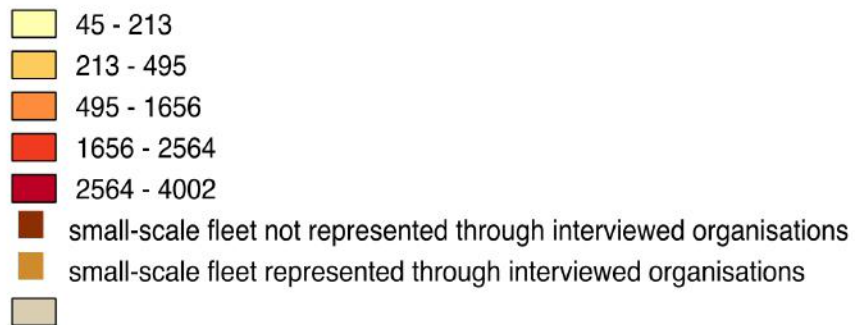 45 - 213
213 - 495
495 - 1656
1656 - 2564
2564 - 4002
small-scale fleet not represented through interviewed organisations
small-scale fleet represented through interviewed organisations